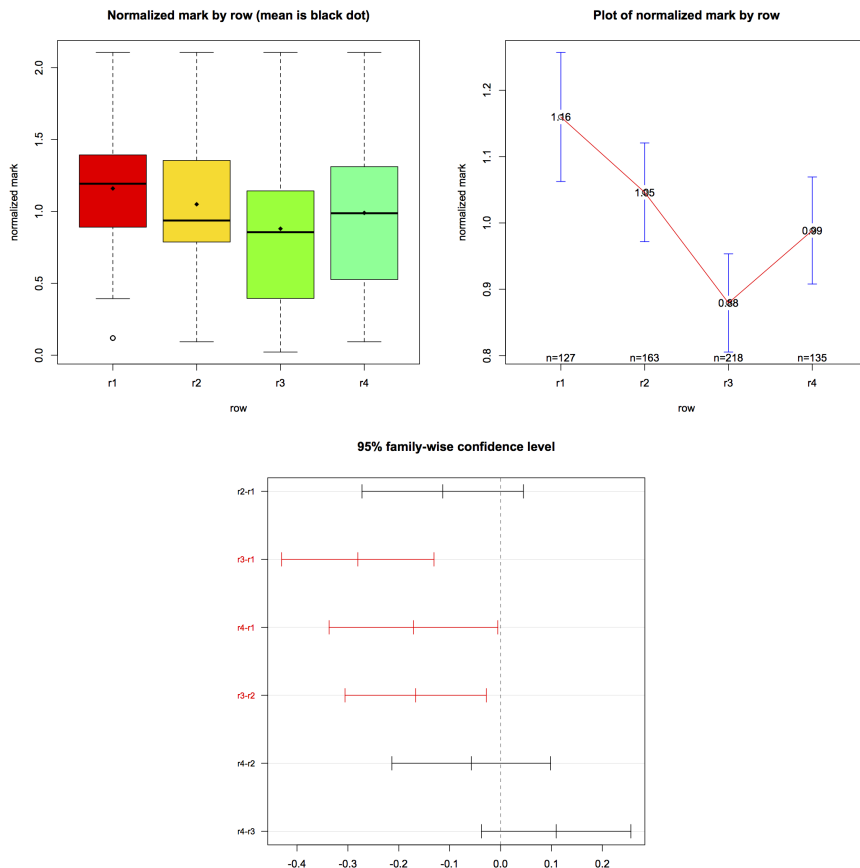 Normalized mark by row (mean is black dot)
normalized mark
2.0
1.5
1.0
0.5
0.0
r1 r2 r3 r4
row
Plot of normalized mark by row
normalized mark
1.2
1.1
1.0
0.9
0.8
1.16
1.05
0.88
0.99
n=127 n=163 n=218 n=135
r1 r2 r3 r4
row
95% family-wise confidence level
r2-r1
r3-r1
r4-r1
r3-r2
r4-r2
r4-r3
-0.4 -0.3 -0.2 -0.1 0.0 0.1 0.2